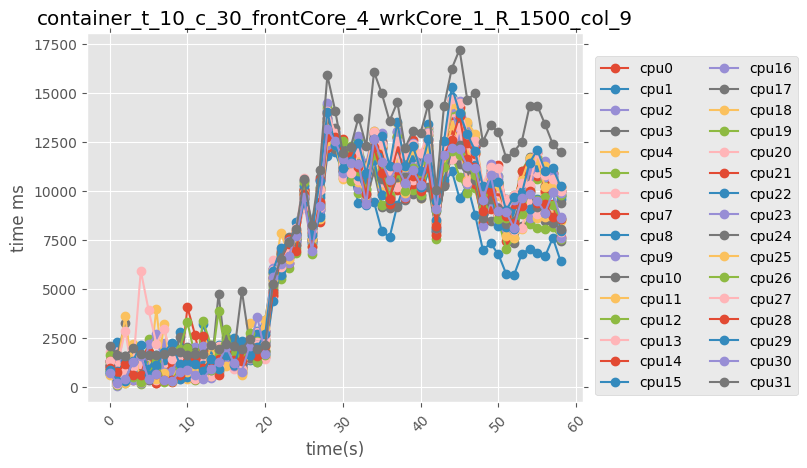 container_t_10_c_30_frontCore_4_wrkCore_1_R_1500_col_9
17500
15000
12500
10000
7500
5000
2500
0
time ms
0 10 20 30 40 50 60
time(s)
cpu0 cpu16
cpu1 cpu17
cpu2 cpu18
cpu3 cpu19
cpu4 cpu20
cpu5 cpu21
cpu6 cpu22
cpu7 cpu23
cpu8 cpu24
cpu9 cpu25
cpu10 cpu26
cpu11 cpu27
cpu12 cpu28
cpu13 cpu29
cpu14 cpu30
cpu15 cpu31